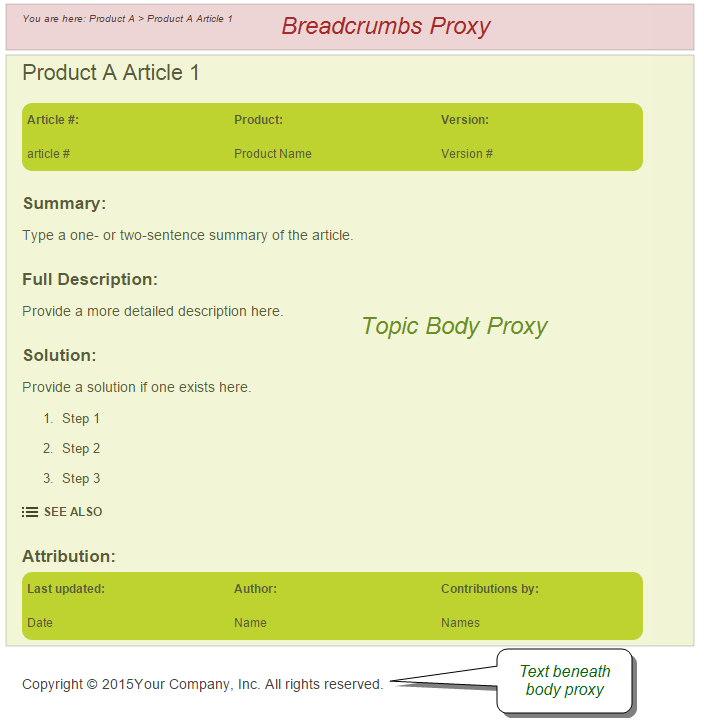 You are here: Product A > Product A Article 1
Breadcrumbs Proxy
Product A Article 1
Article #: Product: Version:
article # Product Name Version #
Summary:
Type a one- or two-sentence summary of the article.
Full Description:
Provide a more detailed description here.
Topic Body Proxy
Solution:
Provide a solution if one exists here.
1. Step 1
2. Step 2
3. Step 3
SEE ALSO
Attribution:
Last updated: Author: Contributions by:
Date Name Names
Copyright © 2015Your Company, Inc. All rights reserved.
Text beneath
body proxy